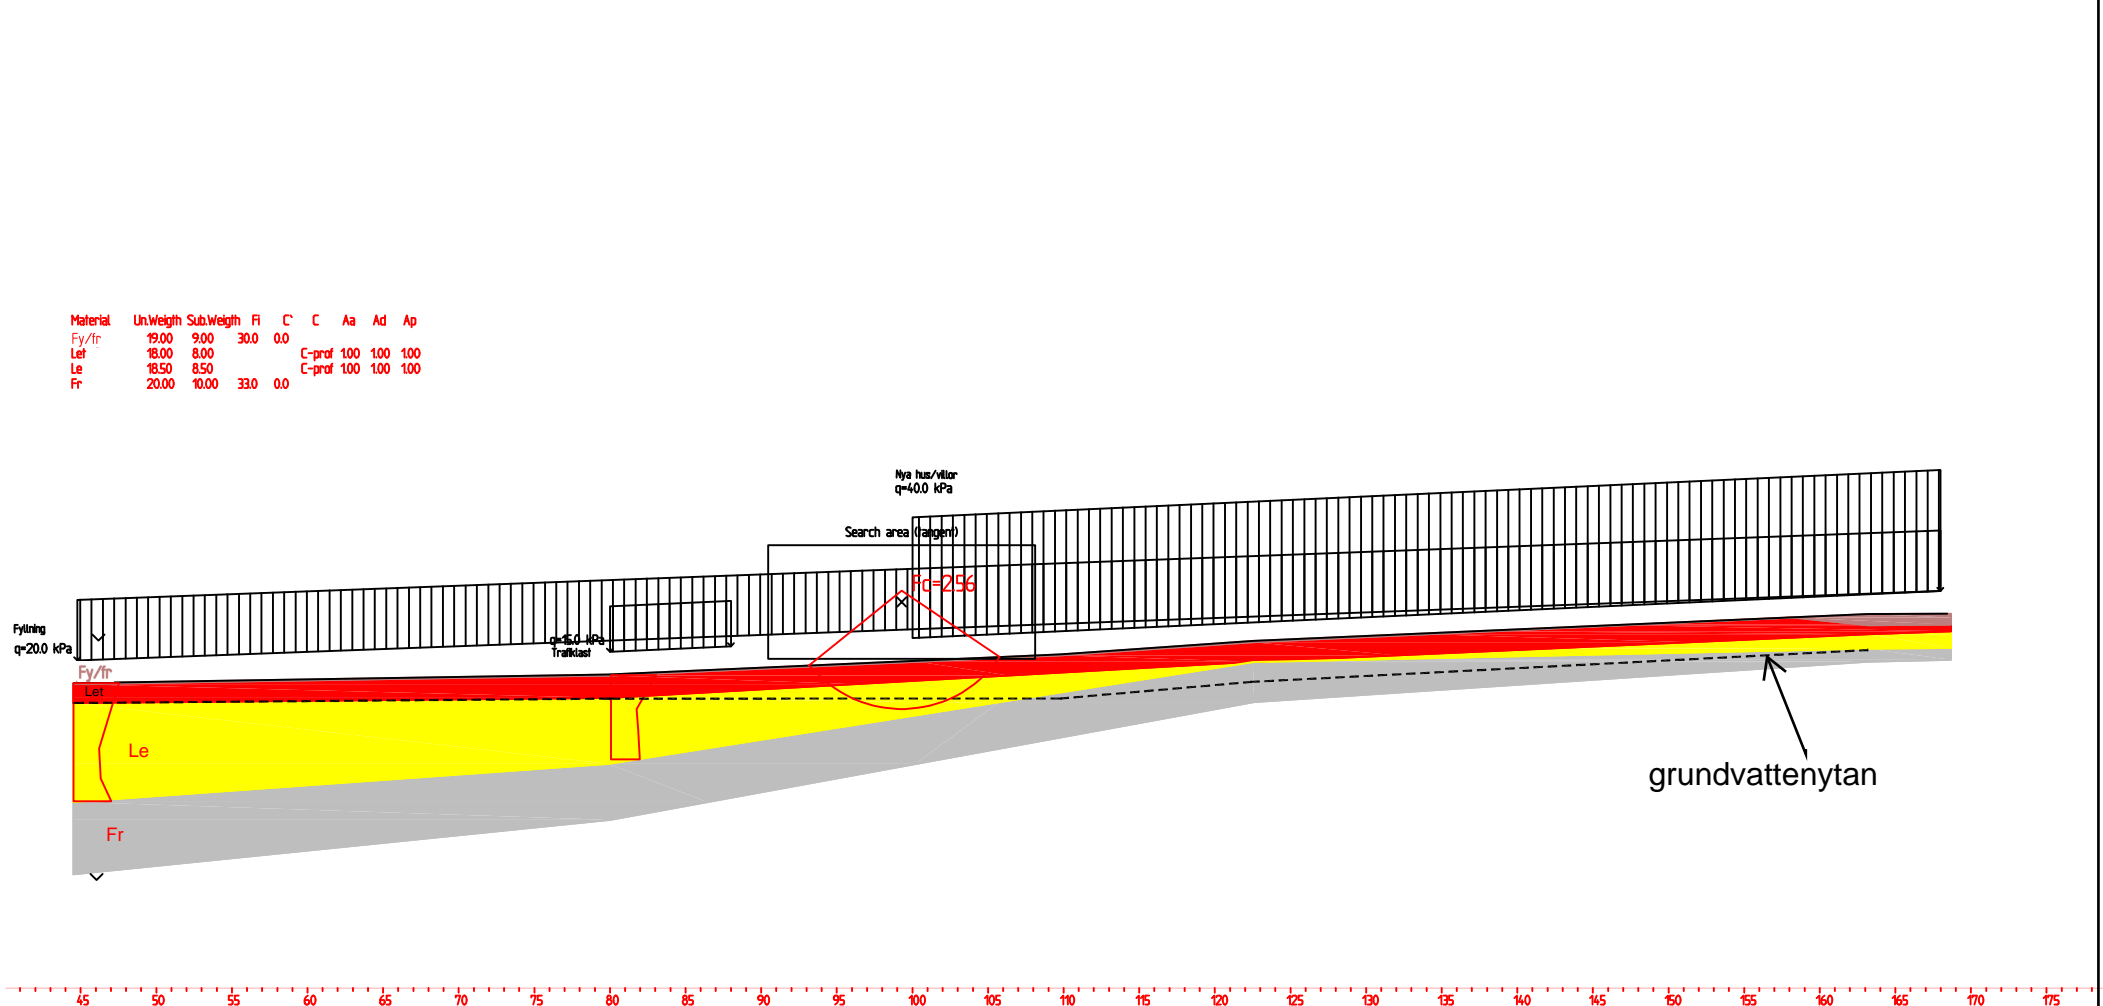 Material Un.Weigth Sub.Weigth Fi C` C Aa Ad Ap
Fy/fr 19.00 9.00 30.0 0.0
Let 18.00 8.00 C-prof 1.00 1.00 1.00
Le 18.50 8.50 C-prof 1.00 1.00 1.00
Fr 20.00 10.00 33.0 0.0
Nya hus/villor
q=40.0 kPa
Search area (tangent)
Fc=2.56
Fyllning
q=20.0 kPa
q=15.0 kPa
Trafiklast
Fy/fr
Let
Le
Fr
grundvattenytan
45 50 55 60 65 70 75 80 85 90 95 100 105 110 115 120 125 130 135 140 145 150 155 160 165 170 175